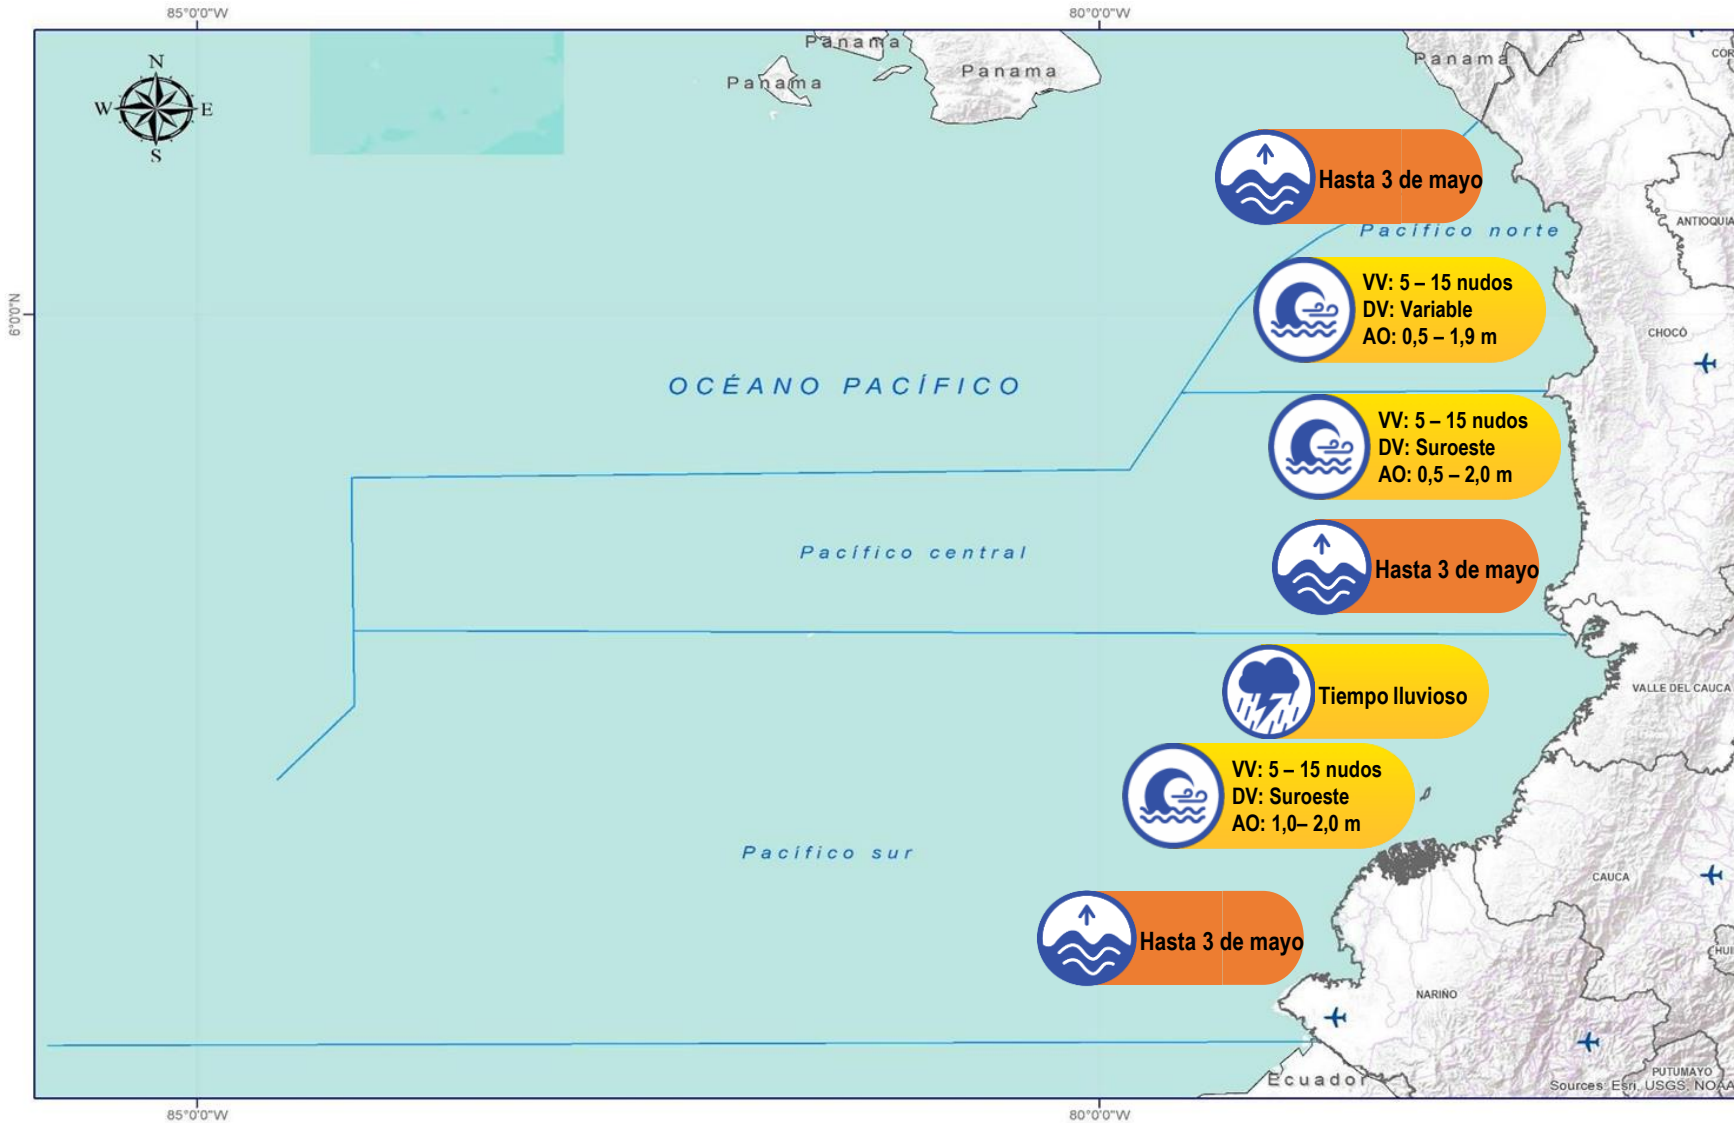 85°0'0"W
80°0'0"W
Panama
Panama
Panama
Panama
N
W
E
S
6°0'0"N
Hasta 3 de mayo
ANTIOQUIA
Pacífico norte
VV: 5 – 15 nudos
DV: Variable
AO: 0,5 – 1,9 m
CHOCÓ
OCÉANO PACÍFICO
VV: 5 – 15 nudos
DV: Suroeste
AO: 0,5 – 2,0 m
Pacífico central
Hasta 3 de mayo
VALLE DEL CAUCA
Tiempo lluvioso
VV: 5 – 15 nudos
DV: Suroeste
AO: 1,0– 2,0 m
Pacífico sur
CAUCA
Hasta 3 de mayo
NARIÑO
Ecuador
PUTUMAYO
Sources: Esri, USGS, NOAA
85°0'0"W
80°0'0"W